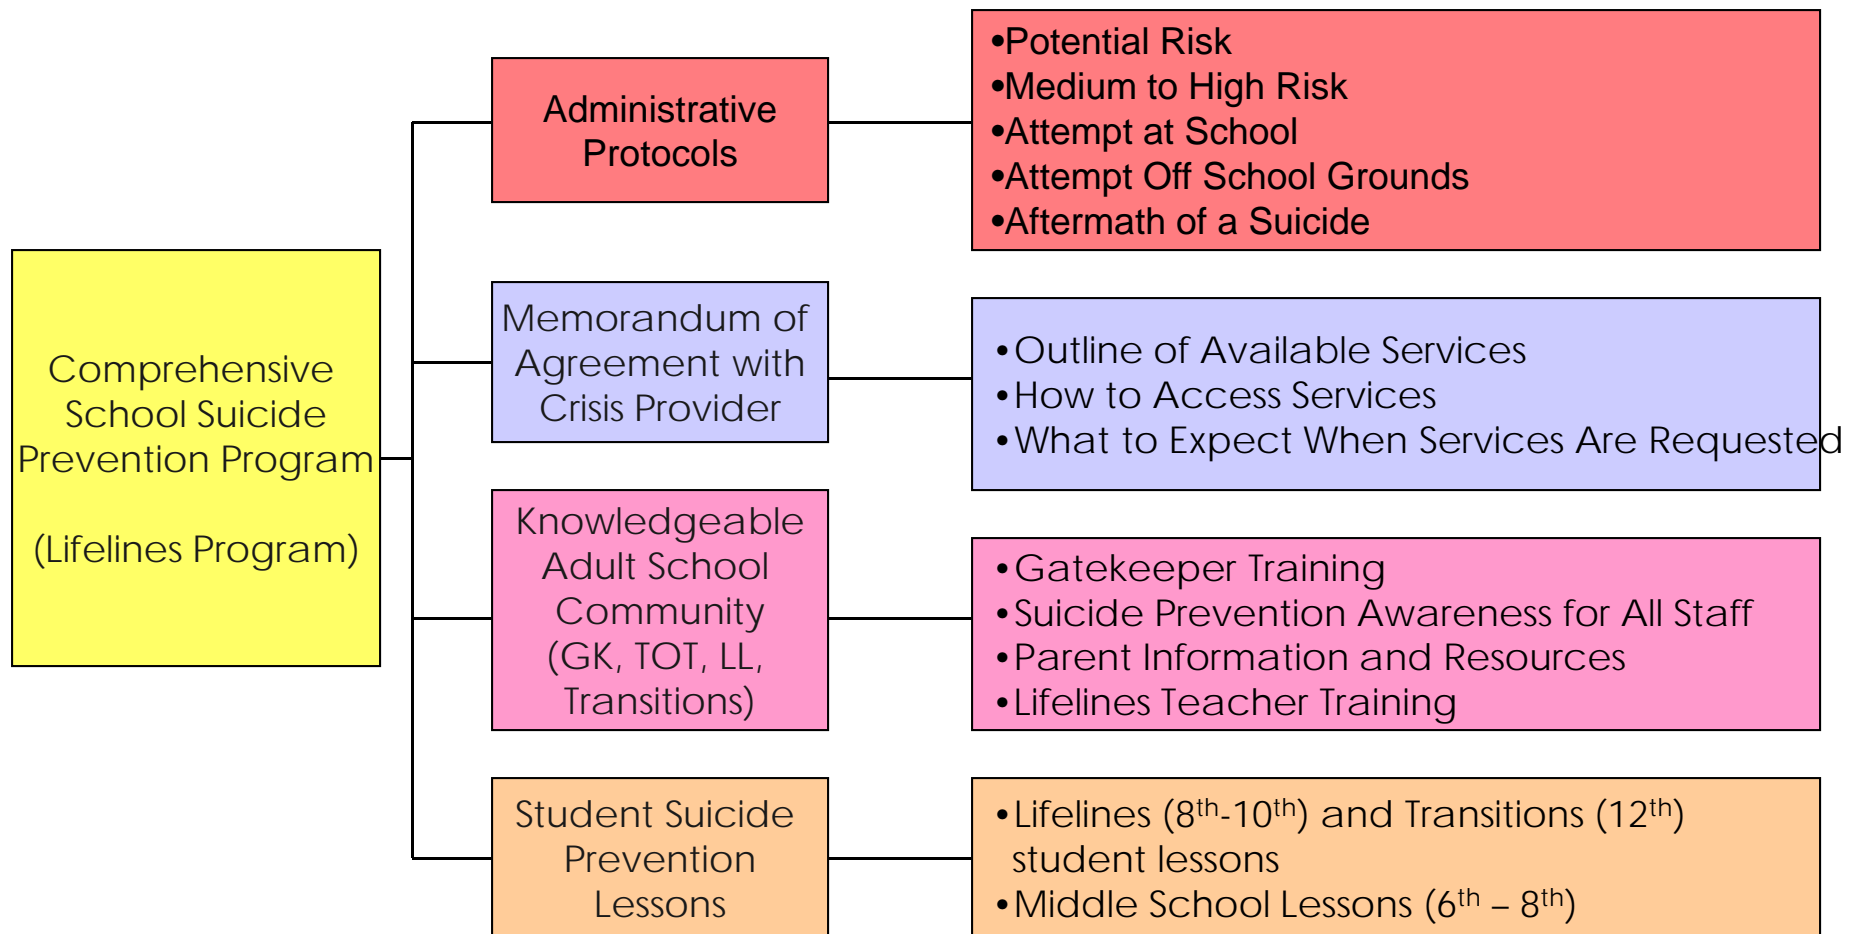 Comprehensive
School Suicide
Prevention Program
(Lifelines Program)
Administrative
Protocols
•Potential Risk
•Medium to High Risk
•Attempt at School
•Attempt Off School Grounds
•Aftermath of a Suicide
Memorandum of
Agreement with
Crisis Provider
•Outline of Available Services
•How to Access Services
•What to Expect When Services Are Requested
Knowledgeable
Adult School
Community
(GK, TOT, LL,
Transitions)
•Gatekeeper Training
•Suicide Prevention Awareness for All Staff
•Parent Information and Resources
•Lifelines Teacher Training
Student Suicide
Prevention
Lessons
•Lifelines (8th-10th) and Transitions (12th)
student lessons
•Middle School Lessons (6th – 8th)